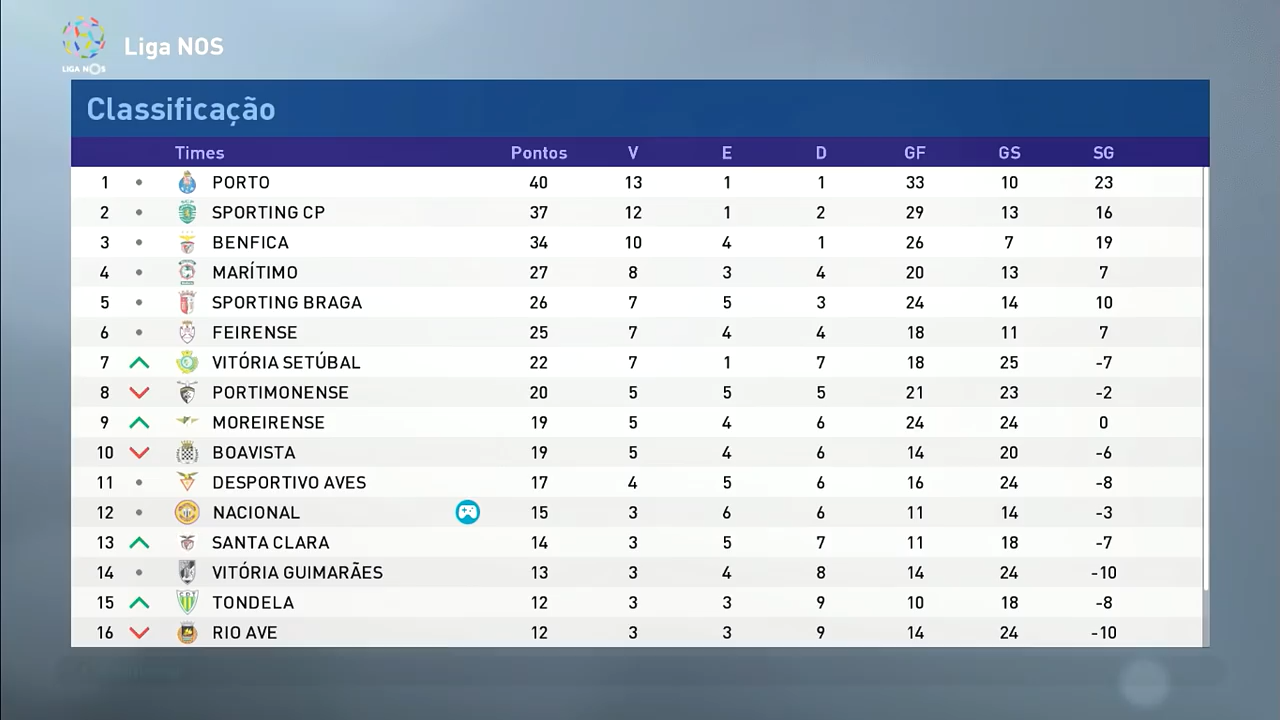 Liga NOS
LIGA NOS
Classificação
Times Pontos V E D GF GS SG
1 PORTO 40 13 1 1 33 10 23
2 SPORTING CP 37 12 1 2 29 13 16
3 BENFICA 34 10 4 1 26 7 19
4 MARÍTIMO 27 8 3 4 20 13 7
5 SPORTING BRAGA 26 7 5 3 24 14 10
6 FEIRENSE 25 7 4 4 18 11 7
7 VITÓRIA SETÚBAL 22 7 1 7 18 25 -7
8 PORTIMONENSE 20 5 5 5 21 23 -2
9 MOREIRENSE 19 5 4 6 24 24 0
10 BOAVISTA 19 5 4 6 14 20 -6
11 DESPORTIVO AVES 17 4 5 6 16 24 -8
12 NACIONAL 15 3 6 6 11 14 -3
13 SANTA CLARA 14 3 5 7 11 18 -7
14 VITÓRIA GUIMARÃES 13 3 4 8 14 24 -10
15 TONDELA 12 3 3 9 10 18 -8
16 RIO AVE 12 3 3 9 14 24 -10